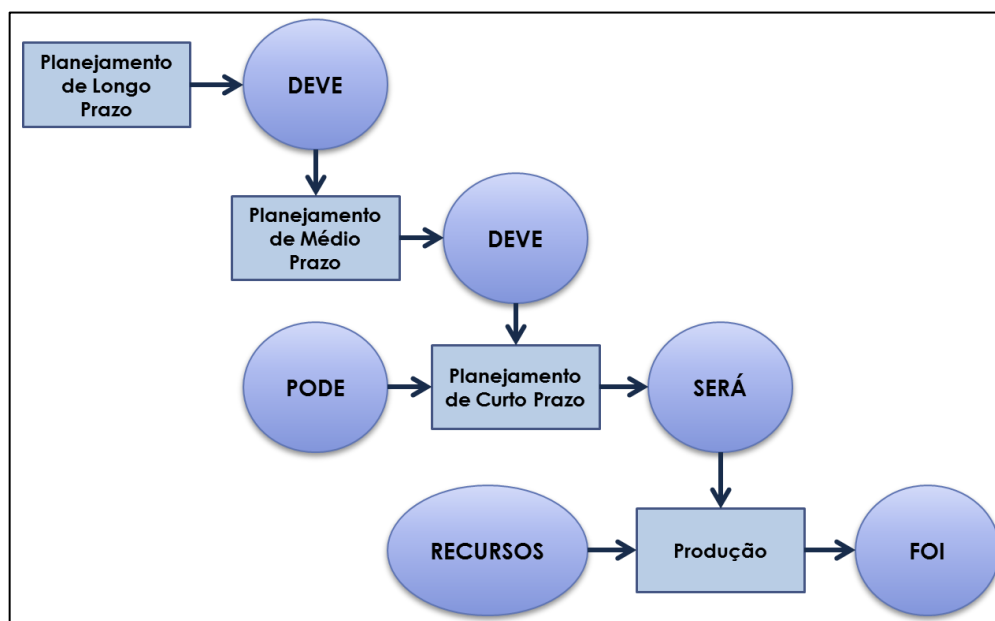 Planejamento
de Longo
Prazo
DEVE
Planejamento
de Médio
Prazo
DEVE
PODE
Planejamento
de Curto Prazo
SERÁ
RECURSOS
Produção
FOI